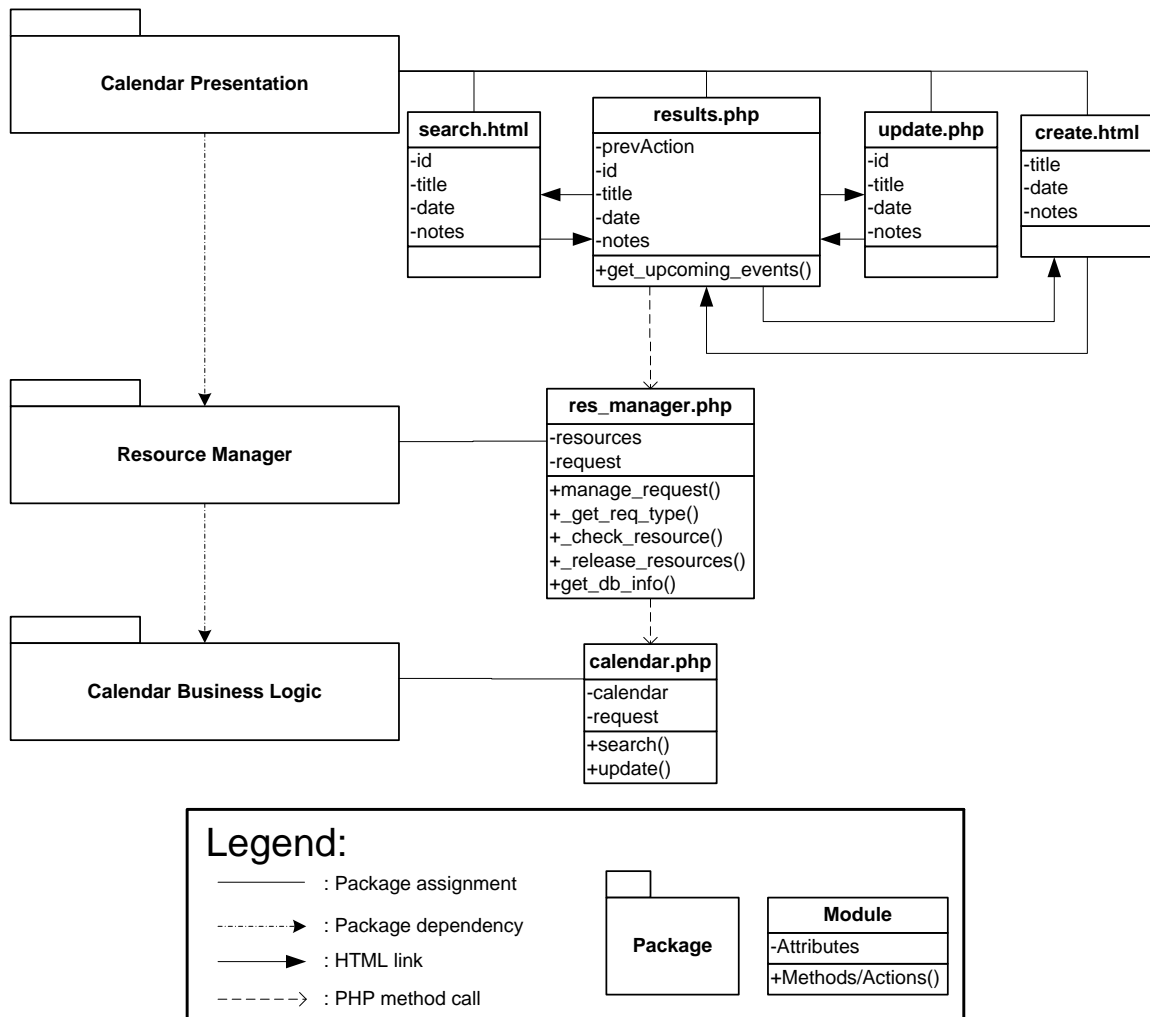 Calendar Presentation
search.html
-id
-title
-date
-notes
results.php
-prevAction
-id
-title
-date
-notes
+get_upcoming_events()
update.php
-id
-title
-date
-notes
create.html
-title
-date
-notes
Resource Manager
res_manager.php
-resources
-request
+manage_request()
+_get_req_type()
+_check_resource()
+_release_resources()
+get_db_info()
Calendar Business Logic
calendar.php
-calendar
-request
+search()
+update()
Legend:
: Package assignment
: Package dependency
: HTML link
: PHP method call
Package
Module
-Attributes
+Methods/Actions()